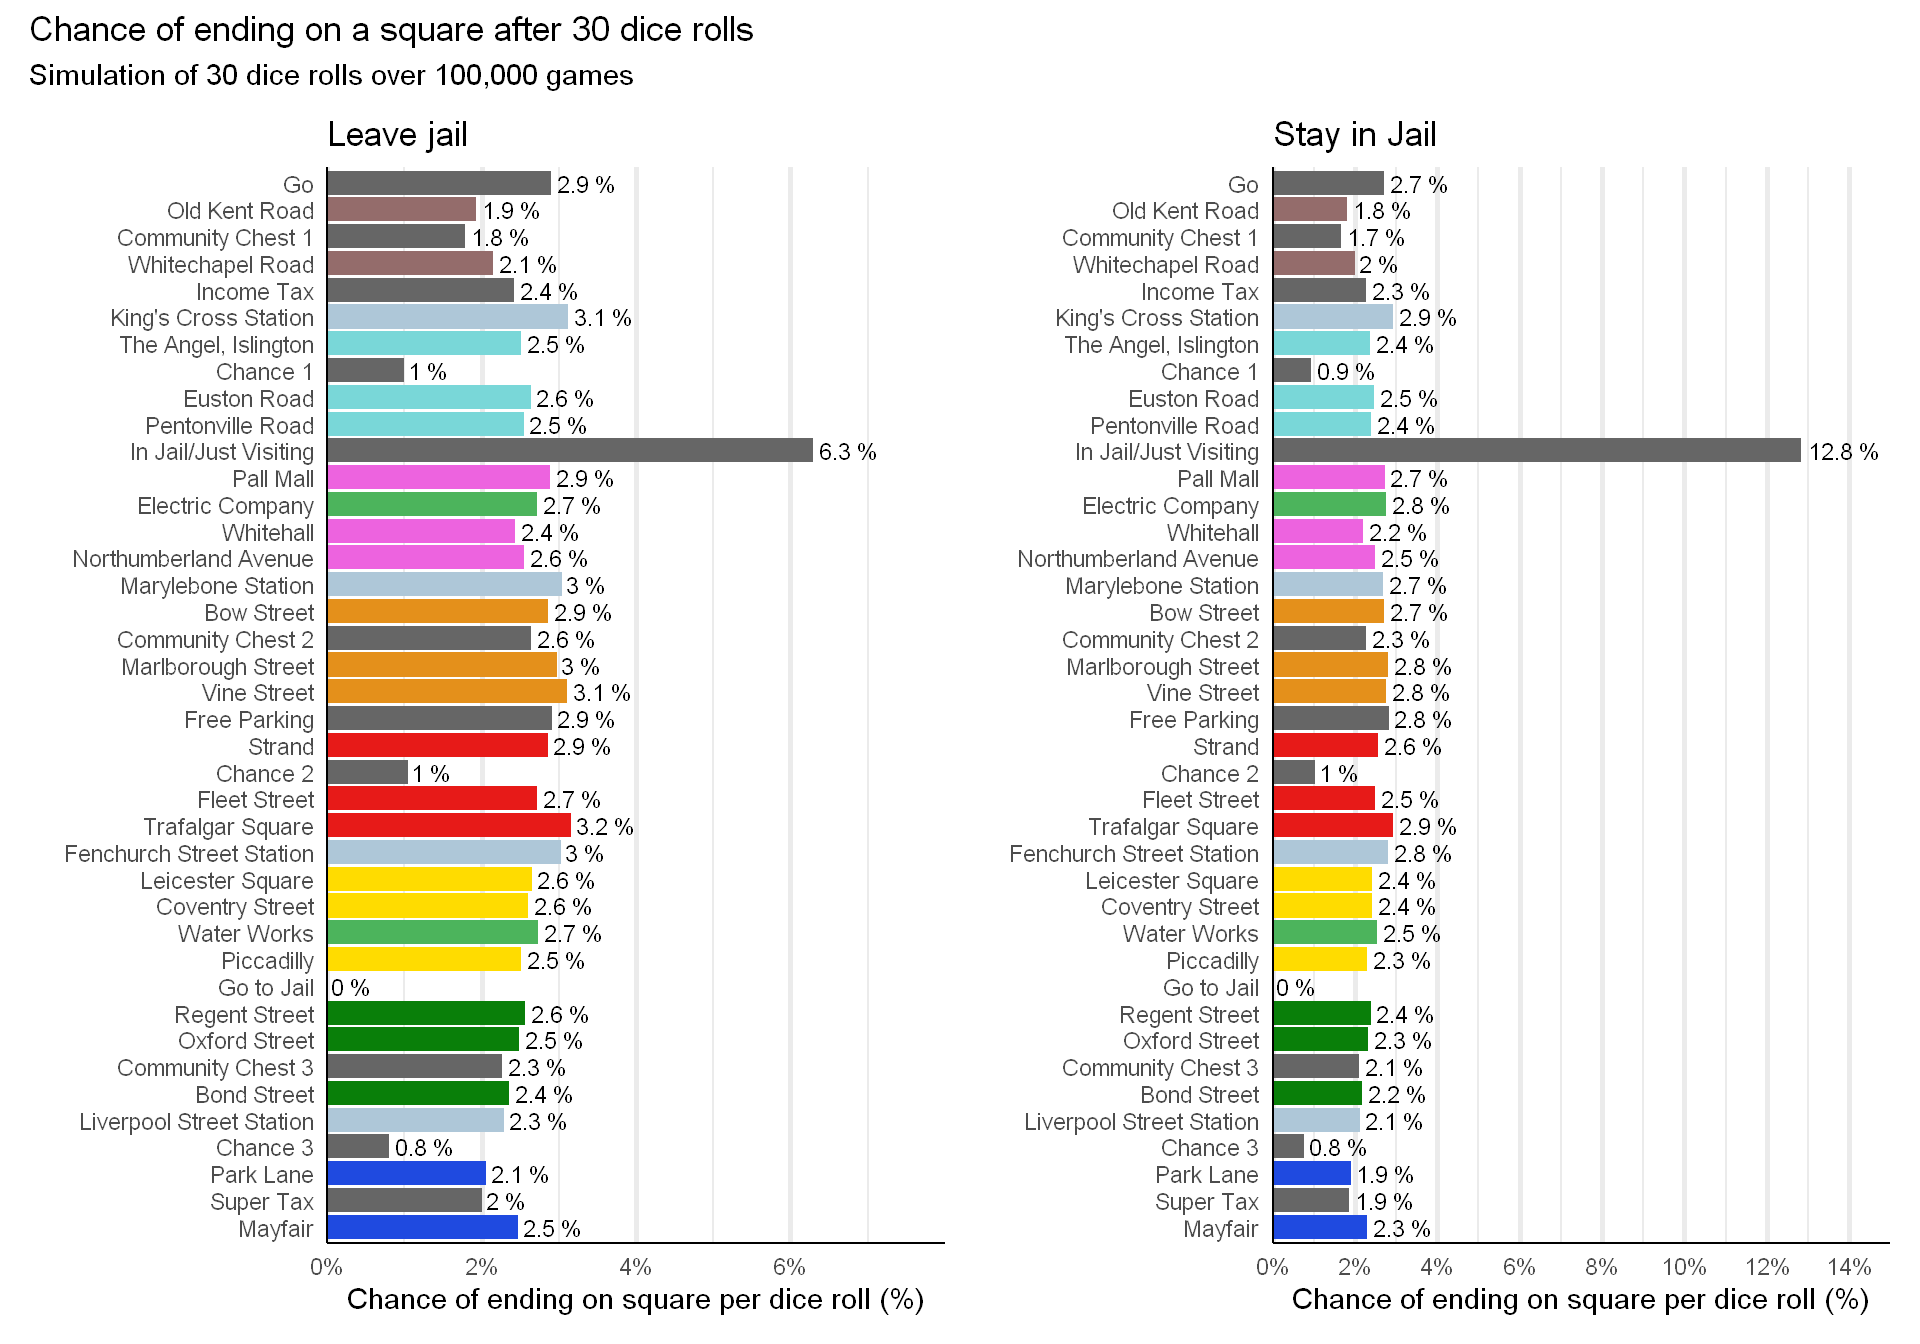 Chance of ending on a square after 30 dice rolls
Simulation of 30 dice rolls over 100,000 games
Leave jail
Go 2.9 %
Old Kent Road 1.9 %
Community Chest 1 1.8 %
Whitechapel Road 2.1 %
Income Tax 2.4 %
King's Cross Station 3.1 %
The Angel, Islington 2.5 %
Chance 1 1 %
Euston Road 2.6 %
Pentonville Road 2.5 %
In Jail/Just Visiting 6.3 %
Pall Mall 2.9 %
Electric Company 2.7 %
Whitehall 2.4 %
Northumberland Avenue 2.6 %
Marylebone Station 3 %
Bow Street 2.9 %
Community Chest 2 2.6 %
Marlborough Street 3 %
Vine Street 3.1 %
Free Parking 2.9 %
Strand 2.9 %
Chance 2 1 %
Fleet Street 2.7 %
Trafalgar Square 3.2 %
Fenchurch Street Station 3 %
Leicester Square 2.6 %
Coventry Street 2.6 %
Water Works 2.7 %
Piccadilly 2.5 %
Go to Jail 0 %
Regent Street 2.6 %
Oxford Street 2.5 %
Community Chest 3 2.3 %
Bond Street 2.4 %
Liverpool Street Station 2.3 %
Chance 3 0.8 %
Park Lane 2.1 %
Super Tax 2 %
Mayfair 2.5 %
0% 2% 4% 6%
Chance of ending on square per dice roll (%)
Stay in Jail
Go 2.7 %
Old Kent Road 1.8 %
Community Chest 1 1.7 %
Whitechapel Road 2 %
Income Tax 2.3 %
King's Cross Station 2.9 %
The Angel, Islington 2.4 %
Chance 1 0.9 %
Euston Road 2.5 %
Pentonville Road 2.4 %
In Jail/Just Visiting 12.8 %
Pall Mall 2.7 %
Electric Company 2.8 %
Whitehall 2.2 %
Northumberland Avenue 2.5 %
Marylebone Station 2.7 %
Bow Street 2.7 %
Community Chest 2 2.3 %
Marlborough Street 2.8 %
Vine Street 2.8 %
Free Parking 2.8 %
Strand 2.6 %
Chance 2 1 %
Fleet Street 2.5 %
Trafalgar Square 2.9 %
Fenchurch Street Station 2.8 %
Leicester Square 2.4 %
Coventry Street 2.4 %
Water Works 2.5 %
Piccadilly 2.3 %
Go to Jail 0 %
Regent Street 2.4 %
Oxford Street 2.3 %
Community Chest 3 2.1 %
Bond Street 2.2 %
Liverpool Street Station 2.1 %
Chance 3 0.8 %
Park Lane 1.9 %
Super Tax 1.9 %
Mayfair 2.3 %
0% 2% 4% 6% 8% 10% 12% 14%
Chance of ending on square per dice roll (%)